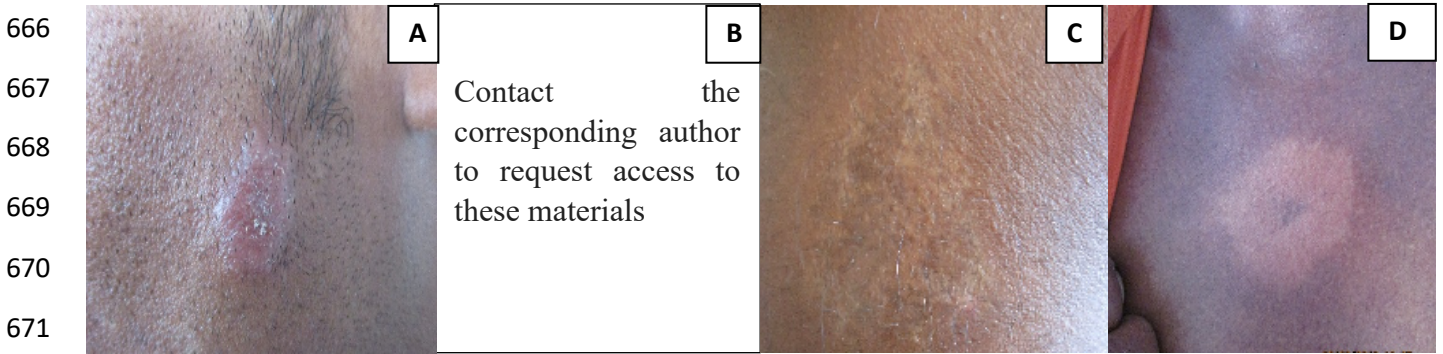 666
667
668
669
670
671
A
B
Contact the
corresponding author
to request access to
these materials
C
D